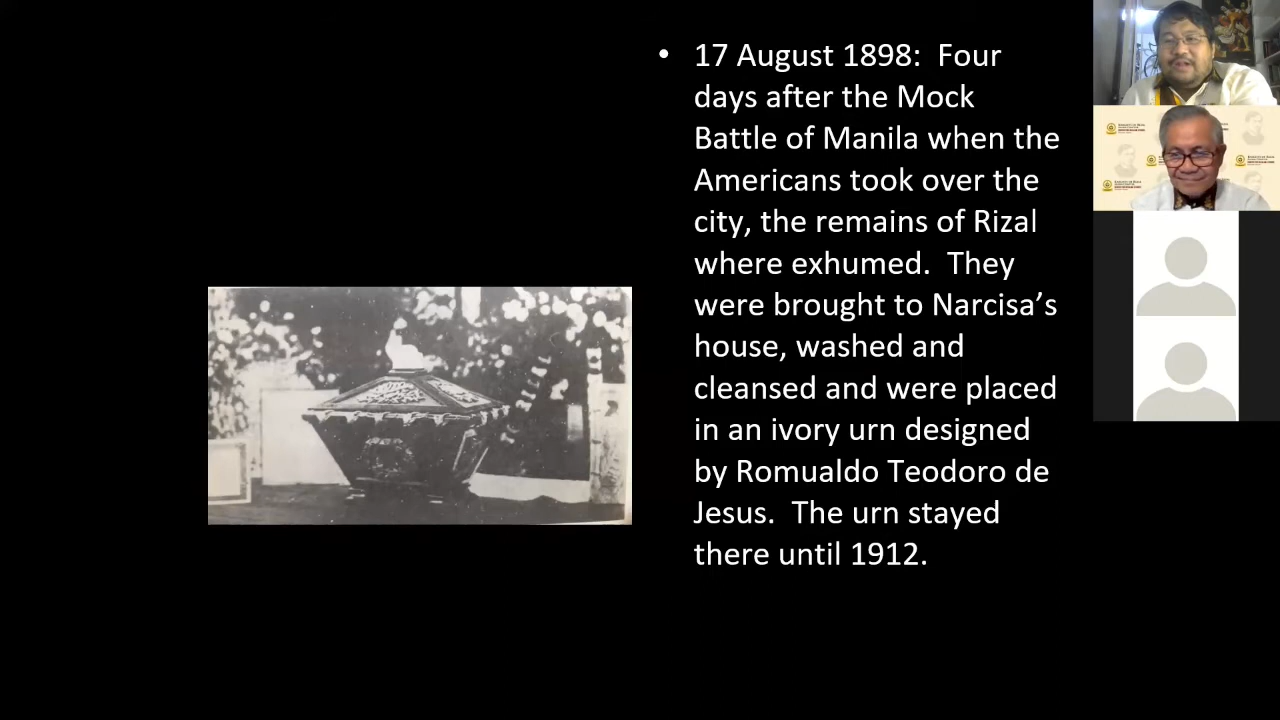 • 17 August 1898:  Four
days after the Mock
Battle of Manila when the
Americans took over the
city, the remains of Rizal
where exhumed.  They
were brought to Narcisa’s
house, washed and
cleansed and were placed
in an ivory urn designed
by Romualdo Teodoro de
Jesus.  The urn stayed
there until 1912.